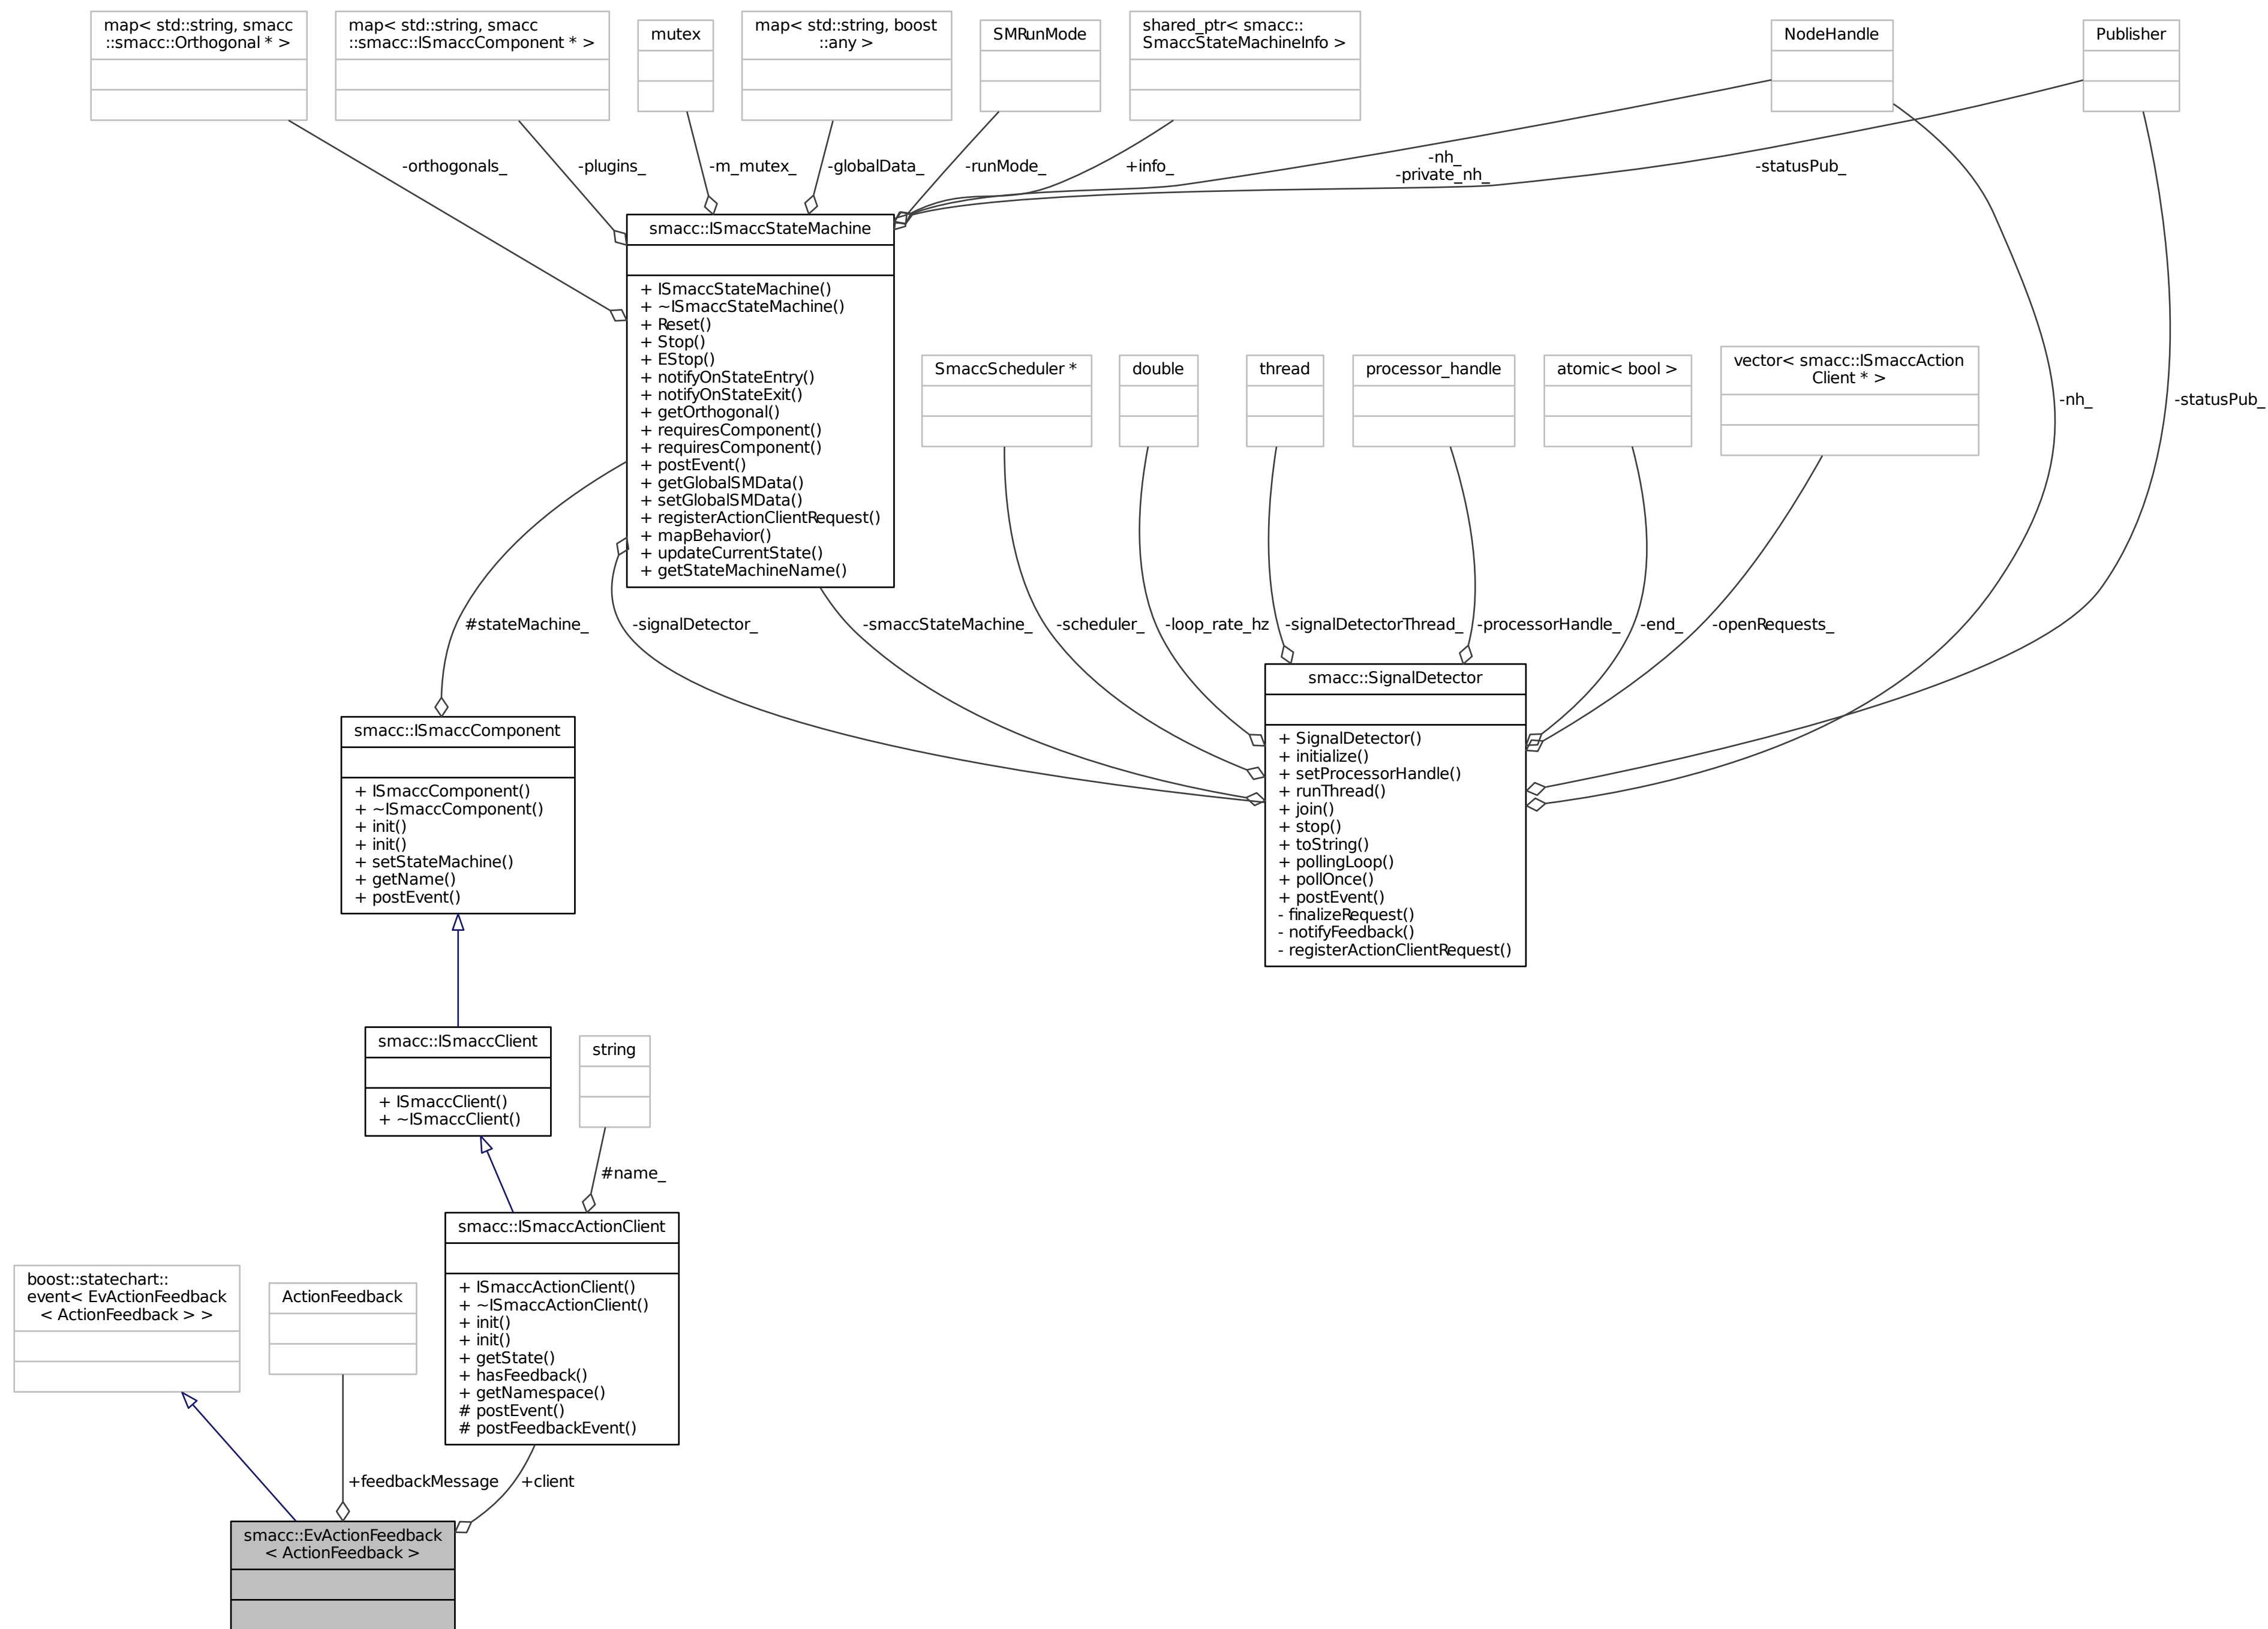 map< std::string, smacc
::smacc::Orthogonal * >
map< std::string, smacc
::smacc::ISmaccComponent * >
mutex
map< std::string, boost
::any >
SMRunMode
shared_ptr< smacc::
SmaccStateMachineInfo >
NodeHandle
Publisher
-orthogonals_
-plugins_
-m_mutex_
-globalData_
-runMode_
+info_
-nh_
-private_nh_
-statusPub_
smacc::ISmaccStateMachine
+ ISmaccStateMachine()
+ ~ISmaccStateMachine()
+ Reset()
+ Stop()
+ EStop()
+ notifyOnStateEntry()
+ notifyOnStateExit()
+ getOrthogonal()
+ requiresComponent()
+ requiresComponent()
+ postEvent()
+ getGlobalSMData()
+ setGlobalSMData()
+ registerActionClientRequest()
+ mapBehavior()
+ updateCurrentState()
+ getStateMachineName()
SmaccScheduler *
double
thread
processor_handle
atomic< bool >
vector< smacc::ISmaccAction
Client * >
-nh_
-statusPub_
#stateMachine_
-signalDetector_
-smaccStateMachine_
-scheduler_
-loop_rate_hz
-signalDetectorThread_
-processorHandle_
-end_
-openRequests_
smacc::SignalDetector
+ SignalDetector()
+ initialize()
+ setProcessorHandle()
+ runThread()
+ join()
+ stop()
+ toString()
+ pollingLoop()
+ pollOnce()
+ postEvent()
- finalizeRequest()
- notifyFeedback()
- registerActionClientRequest()
smacc::ISmaccComponent
+ ISmaccComponent()
+ ~ISmaccComponent()
+ init()
+ init()
+ setStateMachine()
+ getName()
+ postEvent()
smacc::ISmaccClient
+ ISmaccClient()
+ ~ISmaccClient()
string
#name_
smacc::ISmaccActionClient
+ ISmaccActionClient()
+ ~ISmaccActionClient()
+ init()
+ init()
+ getState()
+ hasFeedback()
+ getNamespace()
# postEvent()
# postFeedbackEvent()
boost::statechart::
event< EvActionFeedback
< ActionFeedback > >
ActionFeedback
+feedbackMessage
+client
smacc::EvActionFeedback
< ActionFeedback >